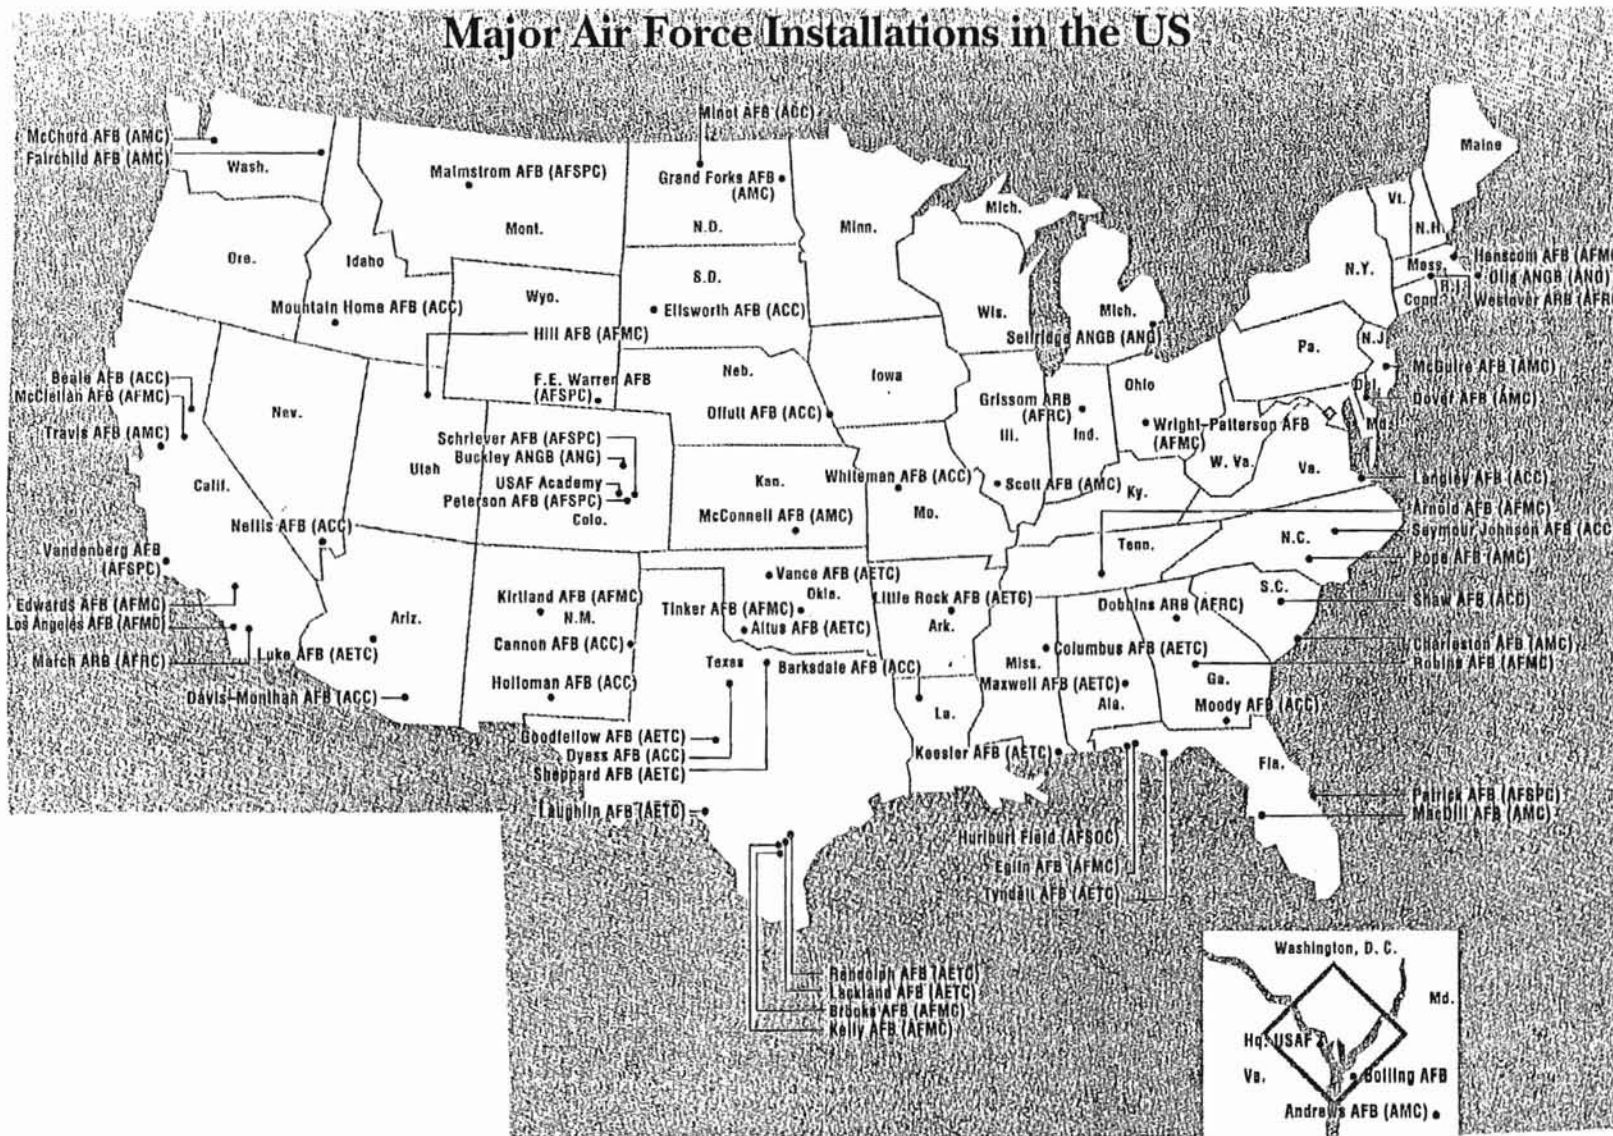 Major Air Force Installations in the US
Minot AFB (ACC)
McChord AFB (AMC)
Fairchild AFB (AMC)
Wash.
Malmstrom AFB (AFSPC)
Mont.
Grand Forks AFB
(AMC)
N.D.
Minn.
Mich.
Maine
Vt.
N.H.
Ore.
Idaho
Mountain Home AFB (ACC)
Wyo.
S.D.
Ellsworth AFB (ACC)
Wis.
Mich.
Selfridge ANGB (ANG)
N.Y.
Mass.
R.I.
Conn.
Hanscom AFB (AFMC
Otis ANGB (ANG)
Westover ARB (AFR
Hill AFB (AFMC)
Beale AFB (ACC)
McClellan AFB (AFMC)
Travis AFB (AMC)
Nev.
F.E. Warren AFB
(AFSPC)
Neb.
Offutt AFB (ACC)
Iowa
Grissom ARB
(AFRC)
Ill.
Ind.
Ohio
Wright-Patterson AFB
(AFMC)
Pa.
N.J.
McGuire AFB (AMC)
Del.
Dover AFB (AMC)
Md.
Schriever AFB (AFSPC)
Buckley ANGB (ANG)
USAF Academy
Peterson AFB (AFSPC)
Colo.
Utah
Calif.
Kan.
McConnell AFB (AMC)
Whiteman AFB (ACC)
Mo.
Scott AFB (AMC)
Ky.
W. Va.
Va.
Langley AFB (ACC)
Arnold AFB (AFMC)
Seymour Johnson AFB (ACC
Pope AFB (AMC)
Shaw AFB (ACC)
Nellis AFB (ACC)
Vandenberg AFB
(AFSPC)
Edwards AFB (AFMC)
Los Angeles AFB (AFMC)
March ARB (AFRC)
Luke AFB (AETC)
Ariz.
Davis-Monthan AFB (ACC)
Kirtland AFB (AFMC)
N.M.
Cannon AFB (ACC)
Holloman AFB (ACC)
Vance AFB (AETC)
Okla.
Tinker AFB (AFMC)
Altus AFB (AETC)
Texas
Barksdale AFB (ACC)
Little Rock AFB (AETC)
Ark.
La.
Tenn.
N.C.
S.C.
Dobbins ARB (AFRC)
Columbus AFB (AETC)
Miss.
Maxwell AFB (AETC)
Ala.
Ga.
Moody AFB (ACC)
Charleston AFB (AMC)
Robins AFB (AFMC)
Goodfellow AFB (AETC)
Dyess AFB (ACC)
Sheppard AFB (AETC)
Laughlin AFB (AETC)
Keesler AFB (AETC)
Fla.
Patrick AFB (AFSPC)
MacDill AFB (AMC)
Hurlburt Field (AFSOC)
Eglin AFB (AFMC)
Tyndall AFB (AETC)
Randolph AFB (AETC)
Lackland AFB (AETC)
Brooks AFB (AFMC)
Kelly AFB (AFMC)
Washington, D. C.
Md.
Hq. USAF
Va.
Bolling AFB
Andrews AFB (AMC)